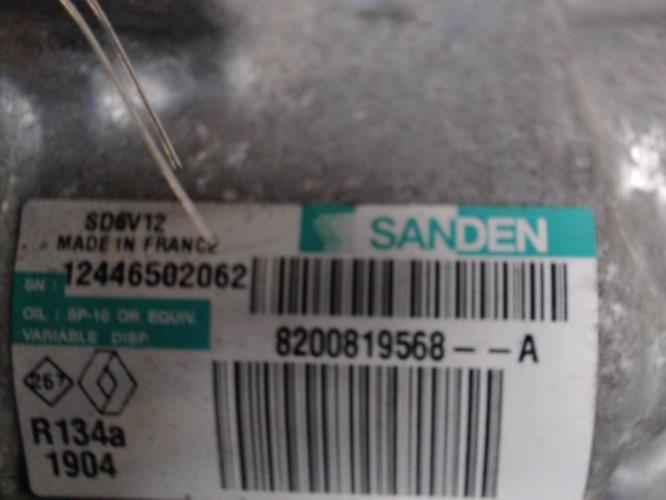 SD6V12
MADE IN FRANCE
SANDEN
SN : 12446502062
OIL : SP-10 OR EQUIV.
VARIABLE DISP.
8200819568--A
267
R134a
1904